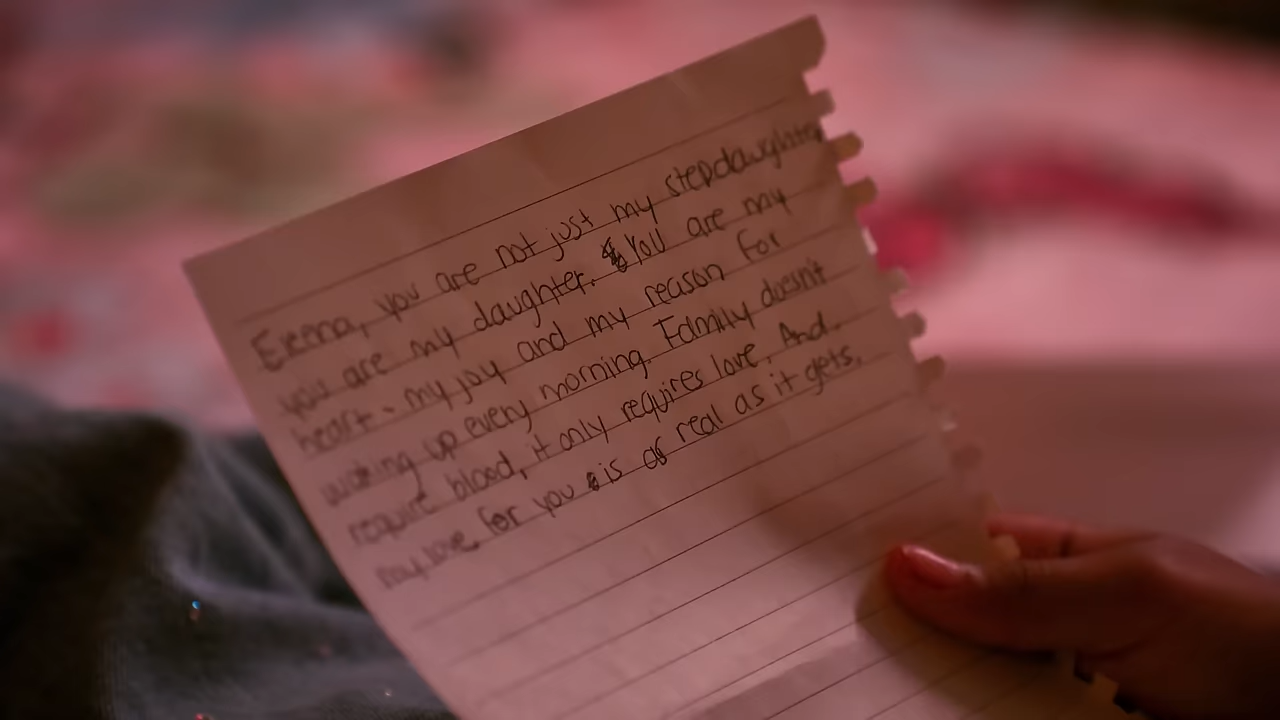 Eienna, you are not just my stepdaughter
you are my daughter. You are my
heart - my joy and my reason for
waking up every morning. Family doesn't
require blood, it only requires love. And
my love for you is as real as it gets.